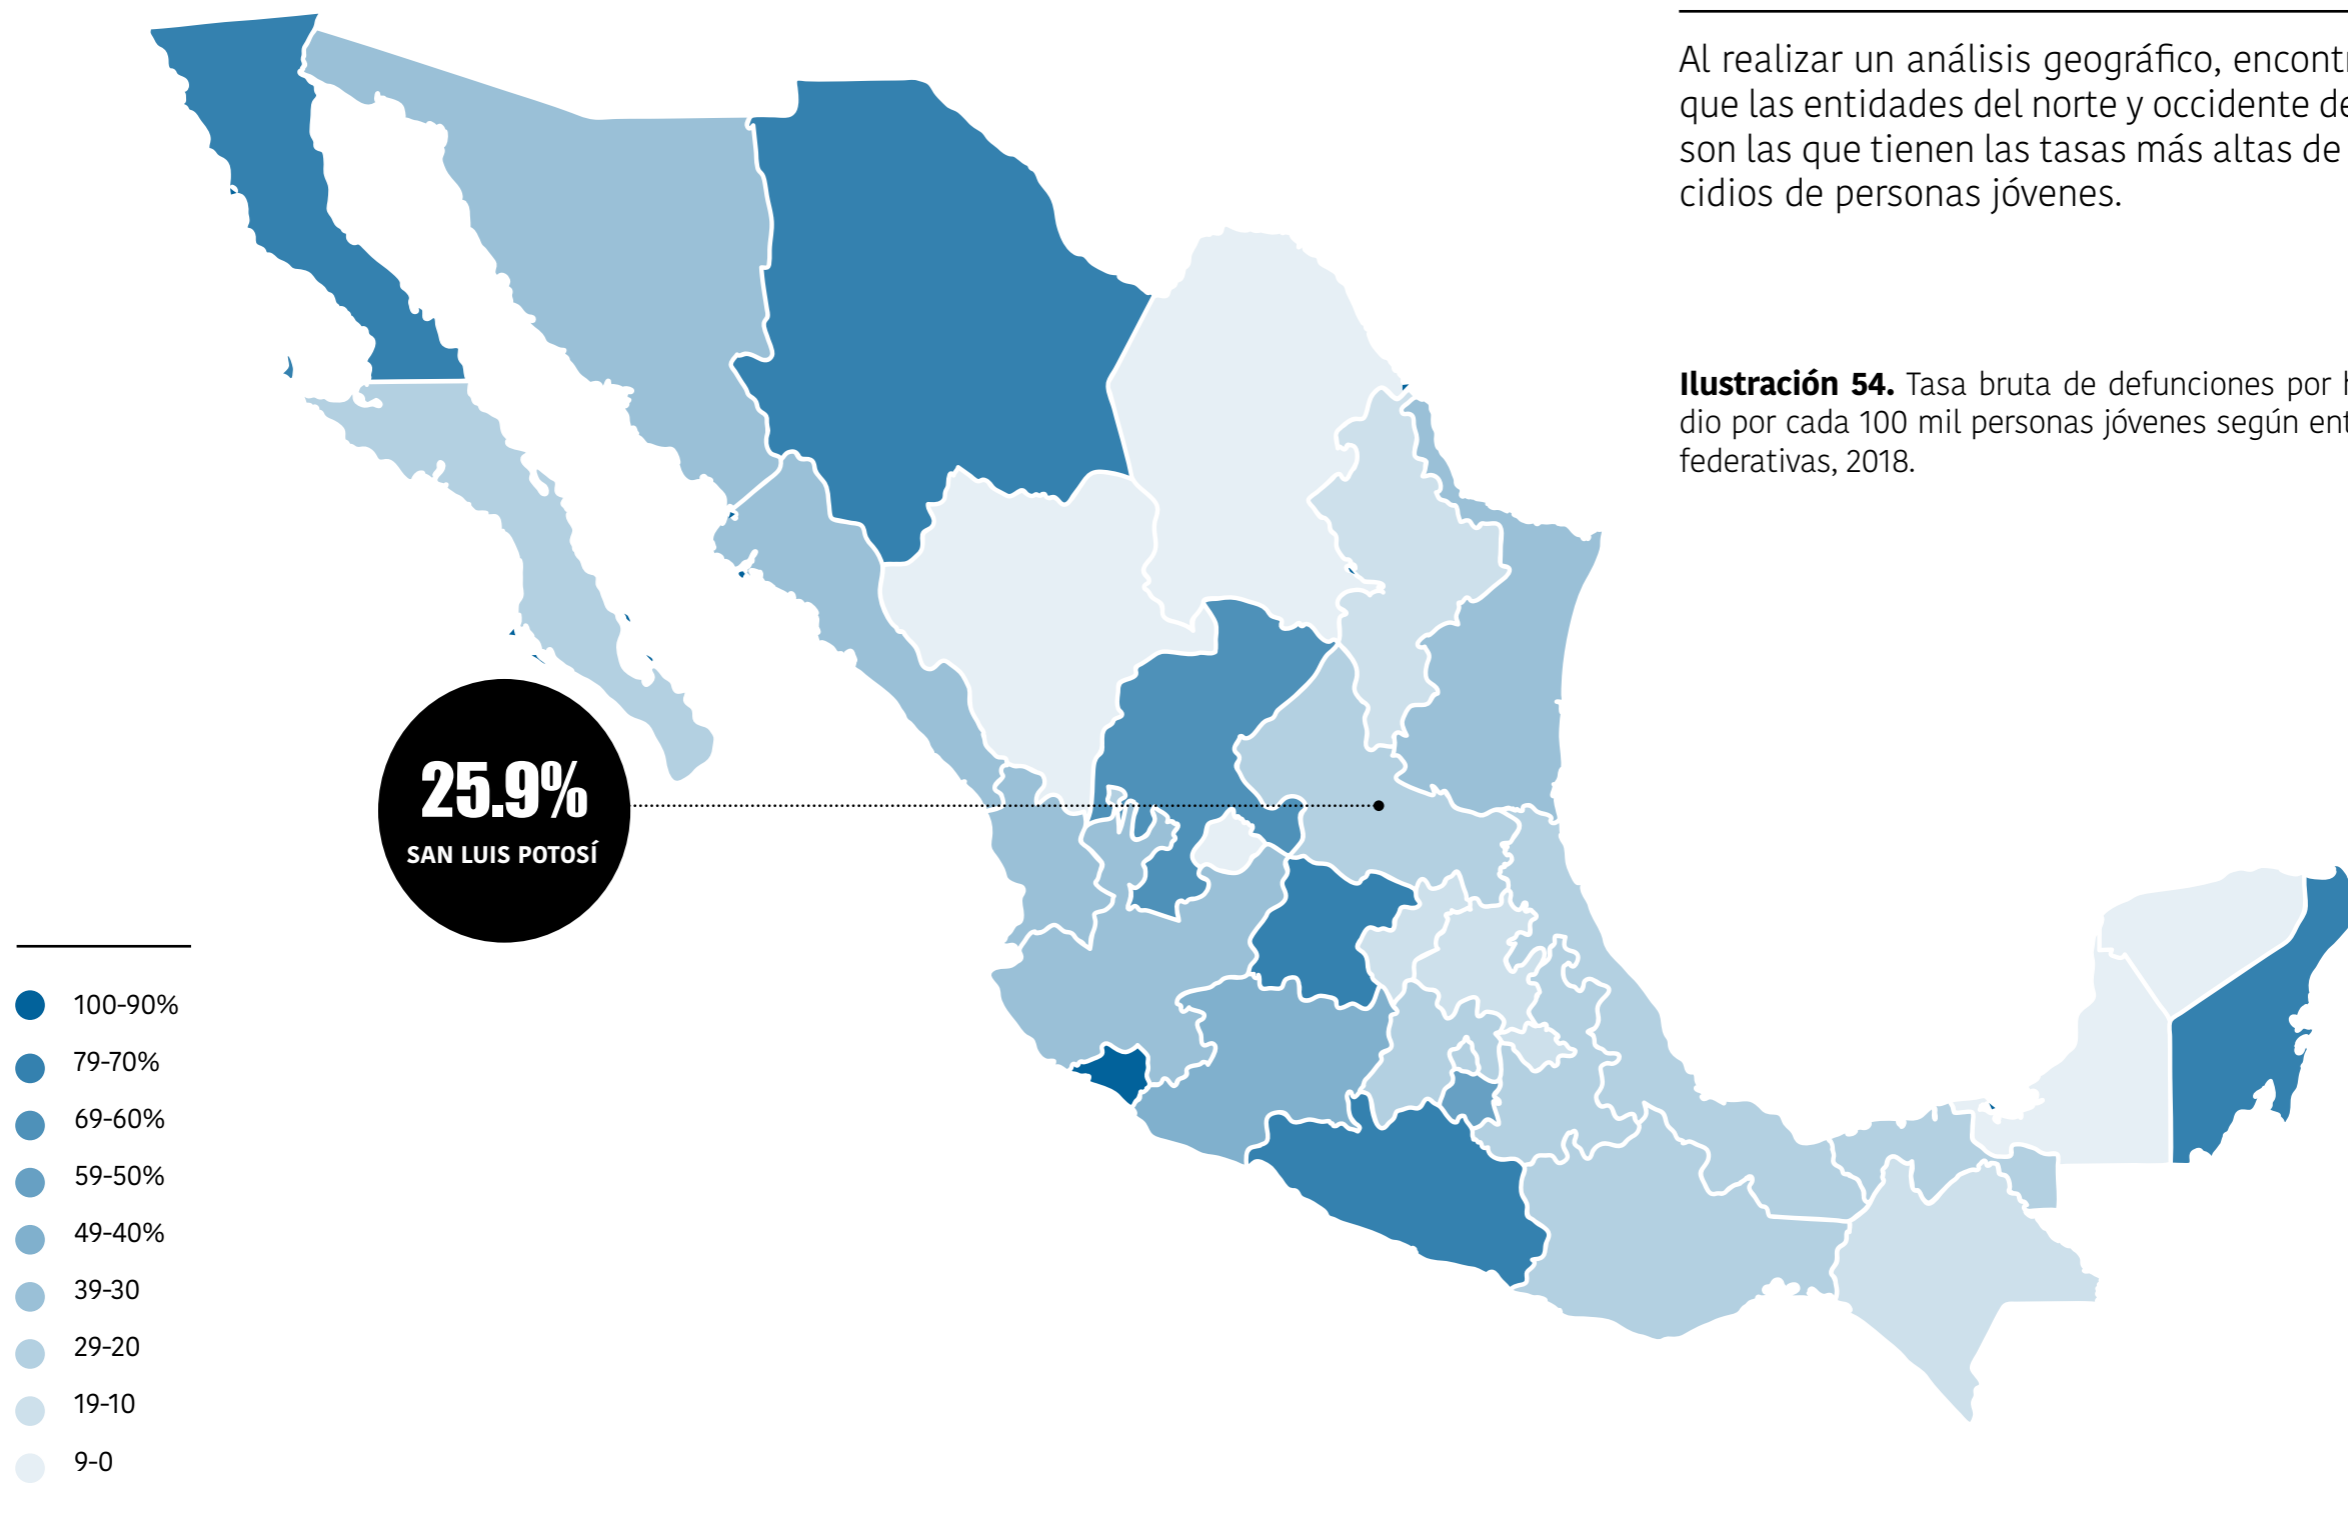 Al realizar un análisis geográfico, encontr
que las entidades del norte y occidente de
son las que tienen las tasas más altas de
cidios de personas jóvenes.
Ilustración 54. Tasa bruta de defunciones por h
dio por cada 100 mil personas jóvenes según ent
federativas, 2018.
25.9%
SAN LUIS POTOSÍ
100-90%
79-70%
69-60%
59-50%
49-40%
39-30
29-20
19-10
9-0